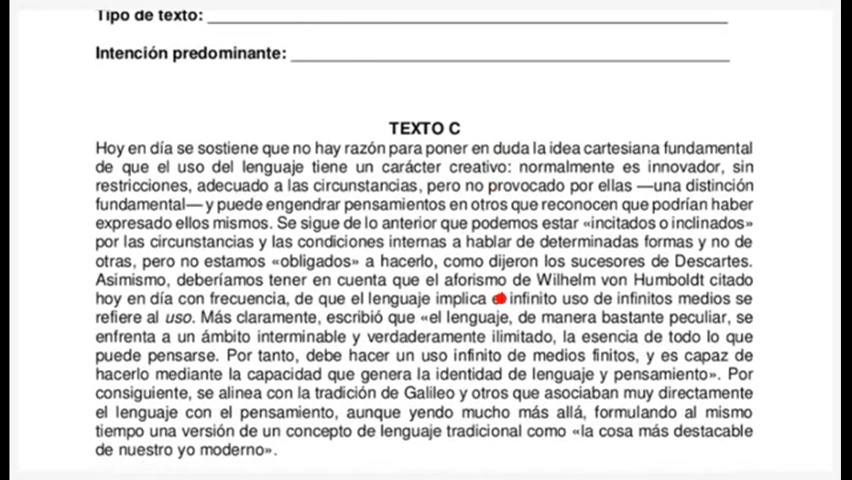 Tipo de texto: ____________________
Intención predominante: ____________________
TEXTO C
Hoy en día se sostiene que no hay razón para poner en duda la idea cartesiana fundamental
de que el uso del lenguaje tiene un carácter creativo: normalmente es innovador, sin
restricciones, adecuado a las circunstancias, pero no provocado por ellas —una distinción
fundamental— y puede engendrar pensamientos en otros que reconocen que podrían haber
expresado ellos mismos. Se sigue de lo anterior que podemos estar «incitados o inclinados»
por las circunstancias y las condiciones internas a hablar de determinadas formas y no de
otras, pero no estamos «obligados» a hacerlo, como dijeron los sucesores de Descartes.
Asimismo, deberíamos tener en cuenta que el aforismo de Wilhelm von Humboldt citado
hoy en día con frecuencia, de que el lenguaje implica el infinito uso de infinitos medios se
refiere al uso. Más claramente, escribió que «el lenguaje, de manera bastante peculiar, se
enfrenta a un ámbito interminable y verdaderamente ilimitado, la esencia de todo lo que
puede pensarse. Por tanto, debe hacer un uso infinito de medios finitos, y es capaz de
hacerlo mediante la capacidad que genera la identidad de lenguaje y pensamiento». Por
consiguiente, se alinea con la tradición de Galileo y otros que asociaban muy directamente
el lenguaje con el pensamiento, aunque yendo mucho más allá, formulando al mismo
tiempo una versión de un concepto de lenguaje tradicional como «la cosa más destacable
de nuestro yo moderno».